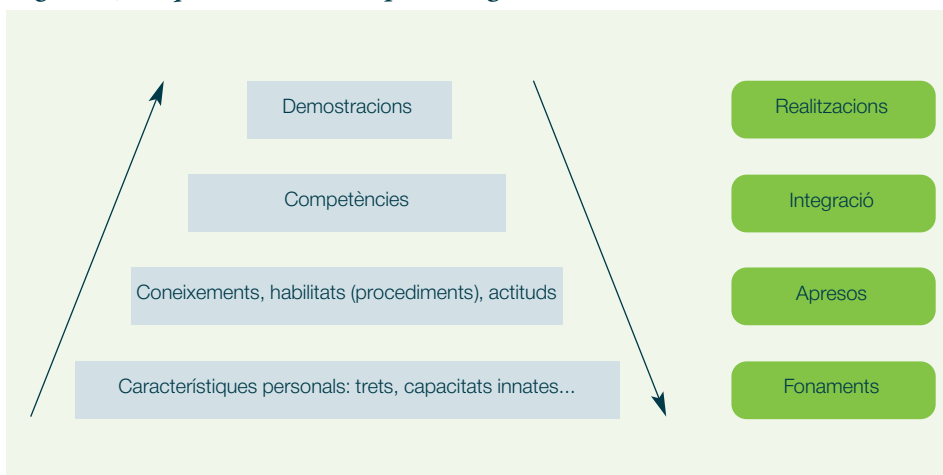 Demostracions
Realitzacions
Competències
Integració
Coneixements, habilitats (procediments), actituds
Apresos
Característiques personals: trets, capacitats innates...
Fonaments